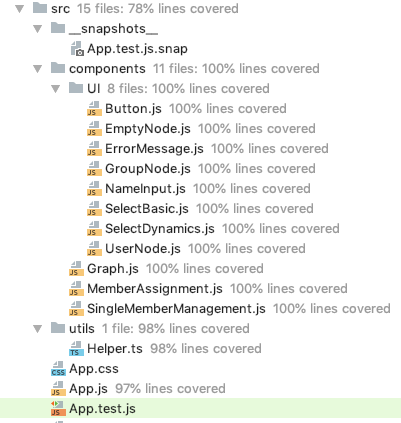 src 15 files: 78% lines covered
__snapshots__
App.test.js.snap
components 11 files: 100% lines covered
UI 8 files: 100% lines covered
JS Button.js 100% lines covered
JS EmptyNode.js 100% lines covered
JS ErrorMessage.js 100% lines covered
JS GroupNode.js 100% lines covered
JS NameInput.js 100% lines covered
JS SelectBasic.js 100% lines covered
JS SelectDynamics.js 100% lines covered
JS UserNode.js 100% lines covered
JS Graph.js 100% lines covered
JS MemberAssignment.js 100% lines covered
JS SingleMemberManagement.js 100% lines covered
utils 1 file: 98% lines covered
TS Helper.ts 98% lines covered
CSS App.css
JS App.js 97% lines covered
JS App.test.js